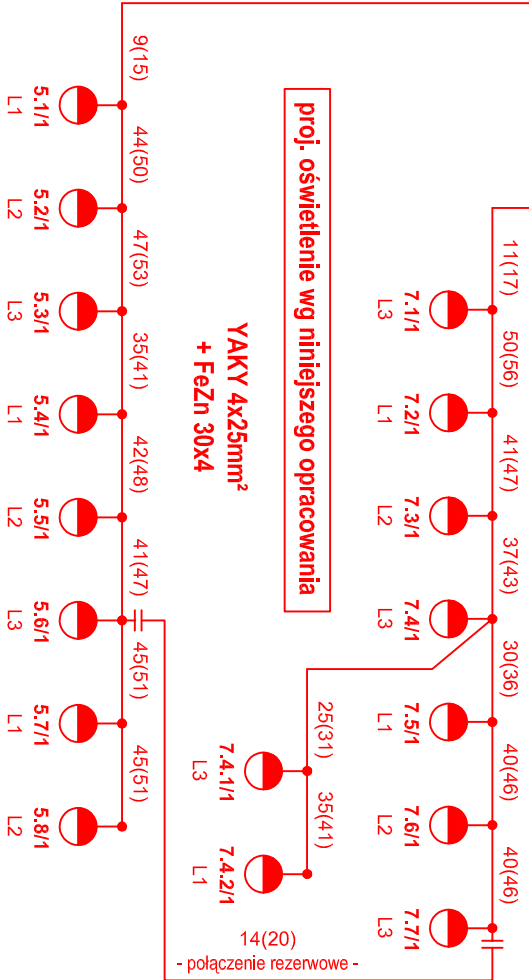 9(15)
44(50)
47(53)
35(41)
42(48)
41(47)
45(51)
45(51)
5.1/1
L1
5.2/1
L2
5.3/1
L3
5.4/1
L1
5.5/1
L2
5.6/1
L3
5.7/1
L1
5.8/1
L2
proj. oświetlenie wg niniejszego opracowania
YAKY 4x25mm²
+ FeZn 30x4
11(17)
50(56)
41(47)
37(43)
30(36)
40(46)
40(46)
7.1/1
L3
7.2/1
L1
7.3/1
L2
7.4/1
L3
7.5/1
L1
7.6/1
L2
7.7/1
L3
25(31)
35(41)
7.4.1/1
L3
7.4.2/1
L1
14(20)
- połączenie rezerwowe -